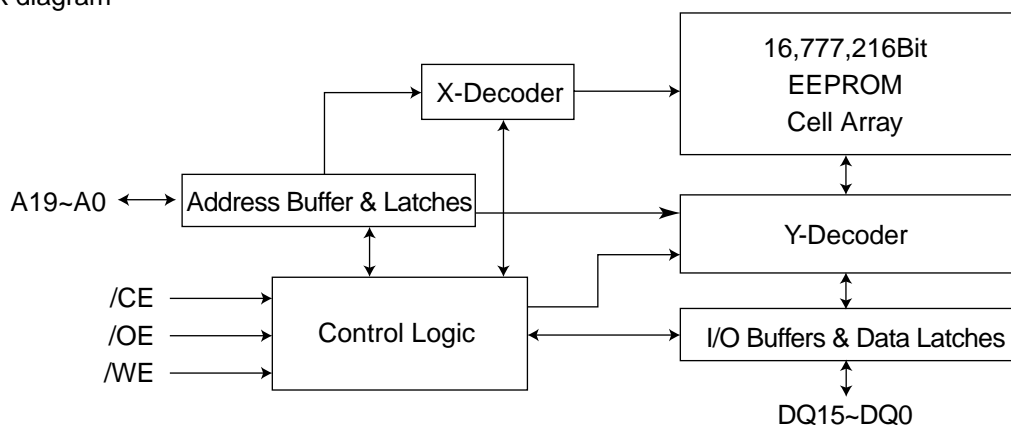 diagram
16,777,216Bit
EEPROM
Cell Array
X-Decoder
A19~A0
Address Buffer & Latches
Y-Decoder
/CE
/OE
/WE
Control Logic
I/O Buffers & Data Latches
DQ15~DQ0